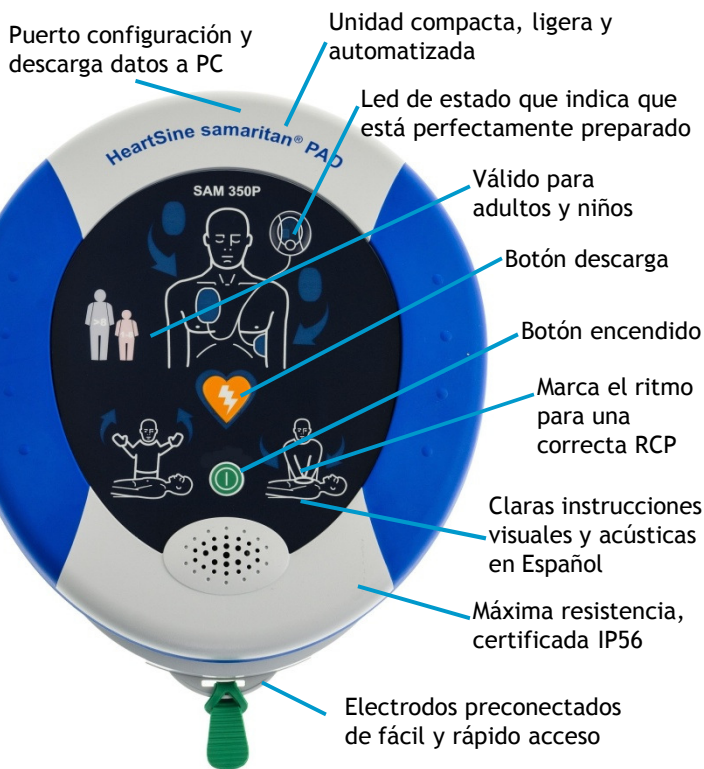 Puerto configuración y
descarga datos a PC
Unidad compacta, ligera y
automatizada
Led de estado que indica que
está perfectamente preparado
HeartSine samaritan® PAD
SAM 350P
Válido para
adultos y niños
>8
Botón descarga
Botón encendido
Marca el ritmo
para una
correcta RCP
Claras instrucciones
visuales y acústicas
en Español
Máxima resistencia,
certificada IP56
Electrodos preconectados
de fácil y rápido acceso